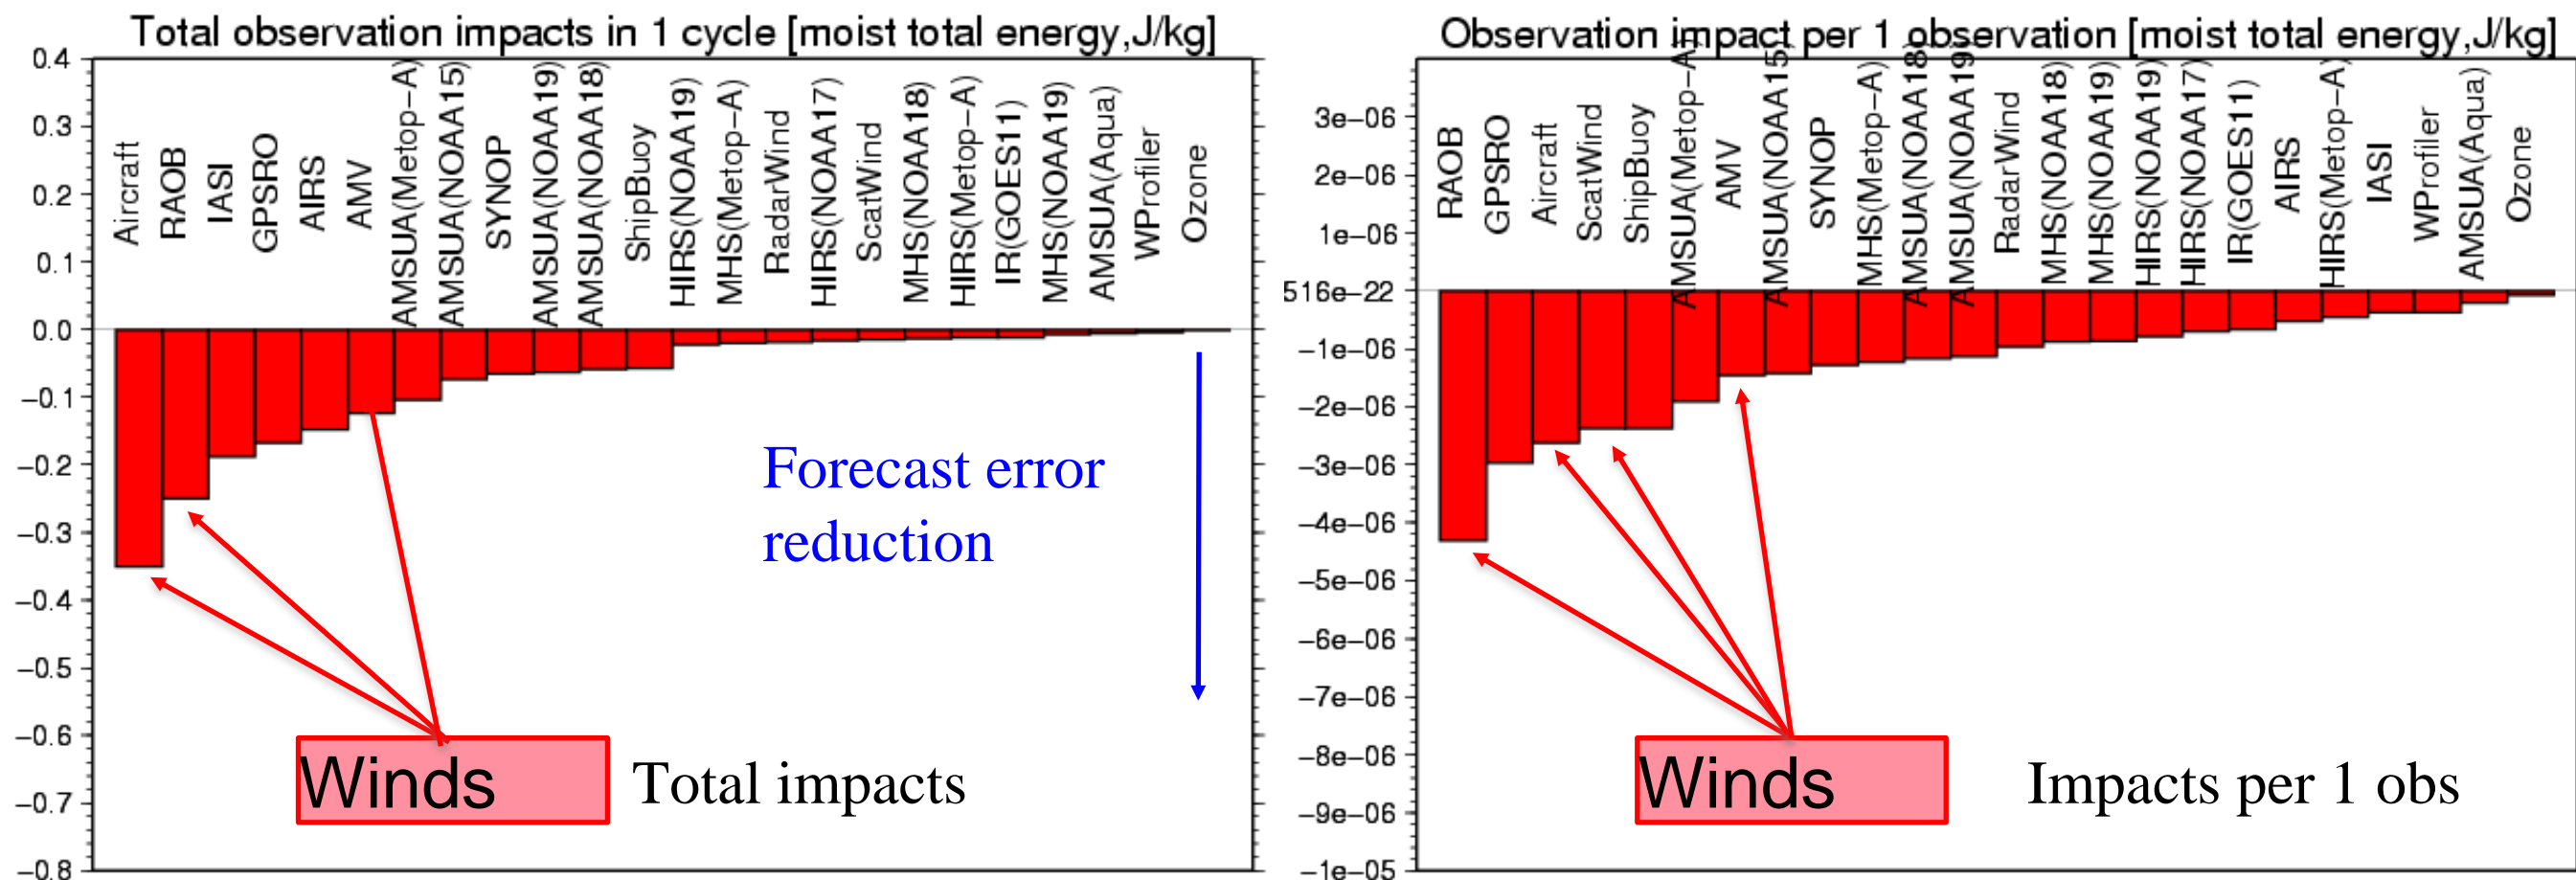 Total observation impacts in 1 cycle [moist total energy,J/kg]
0.4
0.3
0.2
0.1
0.0
−0.1
−0.2
−0.3
−0.4
−0.5
−0.6
−0.7
−0.8
Aircraft
RAOB
IASI
GPSRO
AIRS
AMV
AMSUA(Metop−A)
AMSUA(NOAA15)
SYNOP
AMSUA(NOAA19)
AMSUA(NOAA18)
ShipBuoy
HIRS(NOAA19)
MHS(Metop−A)
RadarWind
HIRS(NOAA17)
ScatWind
MHS(NOAA18)
HIRS(Metop−A)
IR(GOES11)
MHS(NOAA19)
AMSUA(Aqua)
WProfiler
Ozone
Forecast error
reduction
Winds
Total impacts
Observation impact per 1 observation [moist total energy,J/kg]
3e−06
2e−06
1e−06
516e−22
−1e−06
−2e−06
−3e−06
−4e−06
−5e−06
−6e−06
−7e−06
−8e−06
−9e−06
−1e−05
RAOB
GPSRO
Aircraft
ScatWind
ShipBuoy
AMSUA(Metop−A)
AMV
AMSUA(NOAA15)
SYNOP
MHS(Metop−A)
AMSUA(NOAA18)
AMSUA(NOAA19)
RadarWind
MHS(NOAA18)
MHS(NOAA19)
HIRS(NOAA19)
HIRS(NOAA17)
IR(GOES11)
AIRS
HIRS(Metop−A)
IASI
WProfiler
AMSUA(Aqua)
Ozone
Winds
Impacts per 1 obs